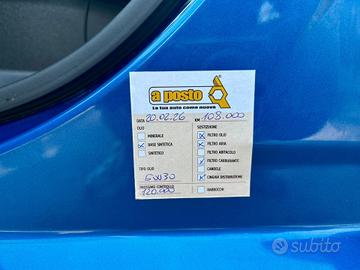 a posto
La tua auto come nuova
DATA 20.02.26 KM 108.000
OLIO
SOSTITUZIONE
MINERALE
FILTRO OLIO
BASE SINTETICA
FILTRO ARIA
SINTETICO
FILTRO ABITACOLO
FILTRO CARBURANTE
TIPO OLIO
CANDELE
5W30
CINGHIA DISTRIBUZIONE
PROSSIMO CONTROLLO
120.000
subito